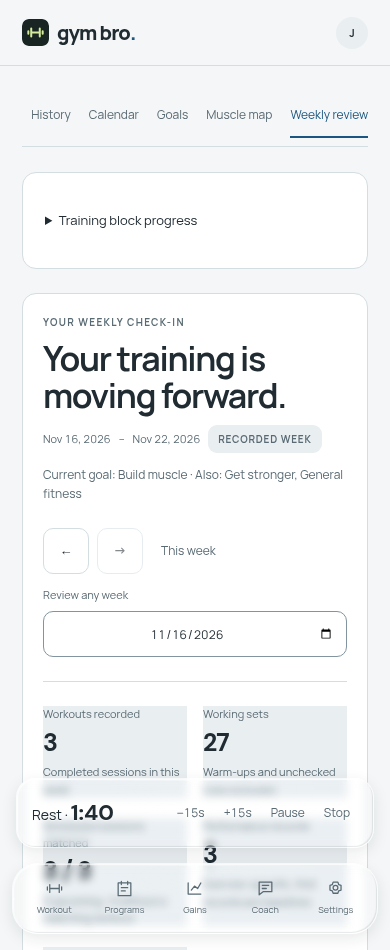 gym bro.
J
History Calendar Goals Muscle map Weekly review
▶ Training block progress
YOUR WEEKLY CHECK-IN
Your training is
moving forward.
Nov 16, 2026 – Nov 22, 2026 RECORDED WEEK
Current goal: Build muscle · Also: Get stronger, General
fitness
← → This week
Review any week
11/16/2026
Workouts recorded Working sets
3 27
Completed sessions in this Warm-ups and unchecked
Rest · 1:40 −15s +15s Pause Stop
matched
3
Workout Programs Gains Coach Settings